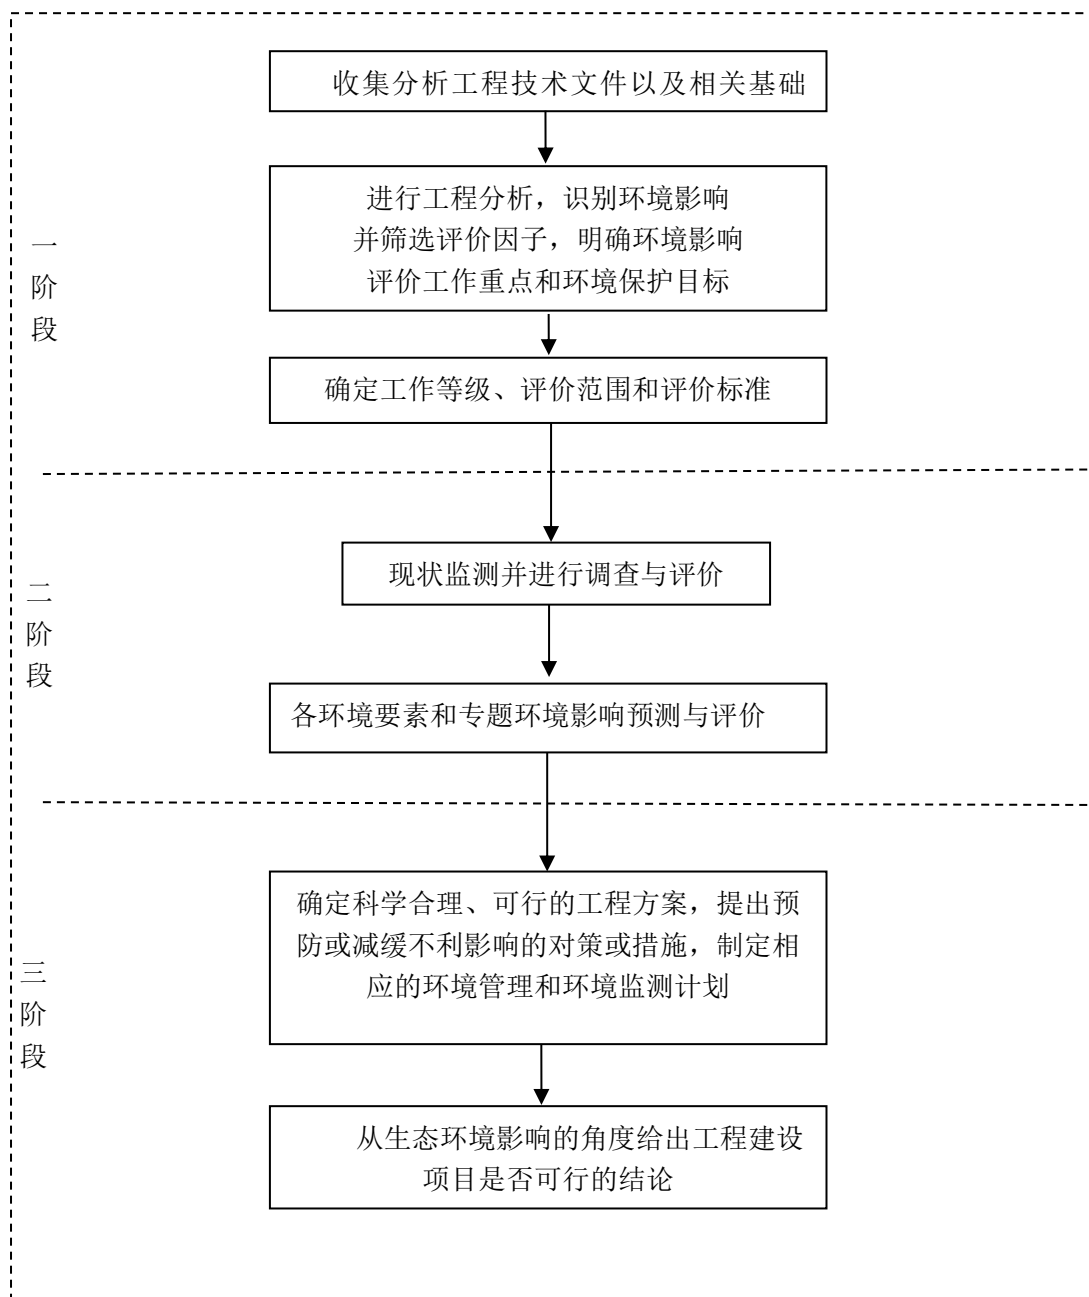 收集分析工程技术文件以及相关基础
进行工程分析，识别环境影响
并筛选评价因子，明确环境影响
评价工作重点和环境保护目标
一
阶
段
确定工作等级、评价范围和评价标准
现状监测并进行调查与评价
二
阶
段
各环境要素和专题环境影响预测与评价
确定科学合理、可行的工程方案，提出预
防或减缓不利影响的对策或措施，制定相
应的环境管理和环境监测计划
三
阶
段
从生态环境影响的角度给出工程建设
项目是否可行的结论